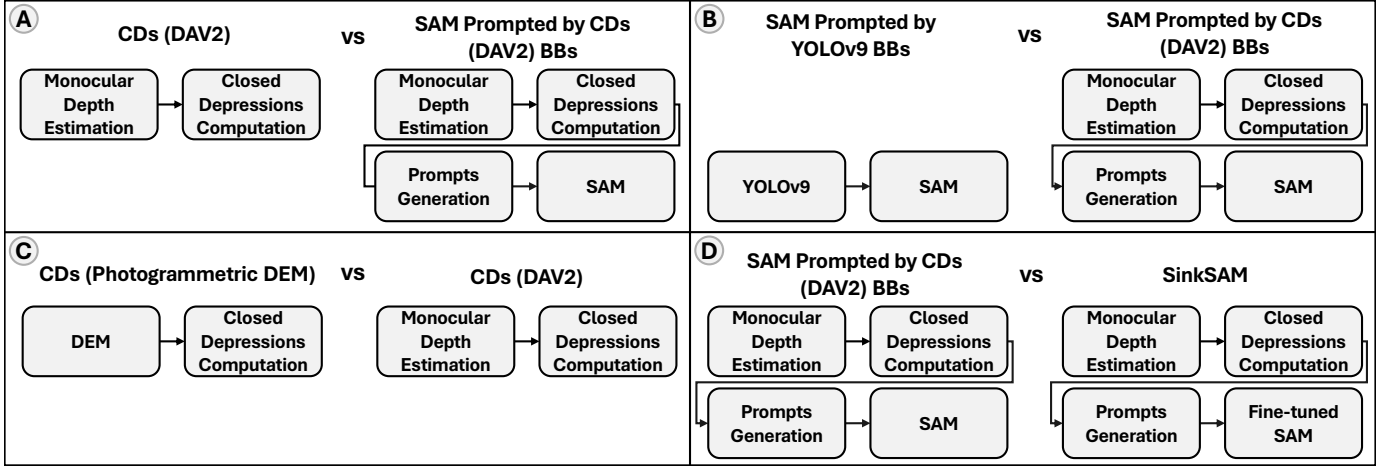 A
CDs (DAV2)
vs
SAM Prompted by CDs
(DAV2) BBs
Monocular
Depth
Estimation
Closed
Depressions
Computation
Monocular
Depth
Estimation
Closed
Depressions
Computation
Prompts
Generation
SAM
B
SAM Prompted by
YOLOv9 BBs
vs
SAM Prompted by CDs
(DAV2) BBs
Monocular
Depth
Estimation
Closed
Depressions
Computation
YOLOv9
SAM
Prompts
Generation
SAM
C
CDs (Photogrammetric DEM)
vs
CDs (DAV2)
DEM
Closed
Depressions
Computation
Monocular
Depth
Estimation
Closed
Depressions
Computation
D
SAM Prompted by CDs
(DAV2) BBs
vs
SinkSAM
Monocular
Depth
Estimation
Closed
Depressions
Computation
Prompts
Generation
SAM
Monocular
Depth
Estimation
Closed
Depressions
Computation
Prompts
Generation
Fine-tuned
SAM